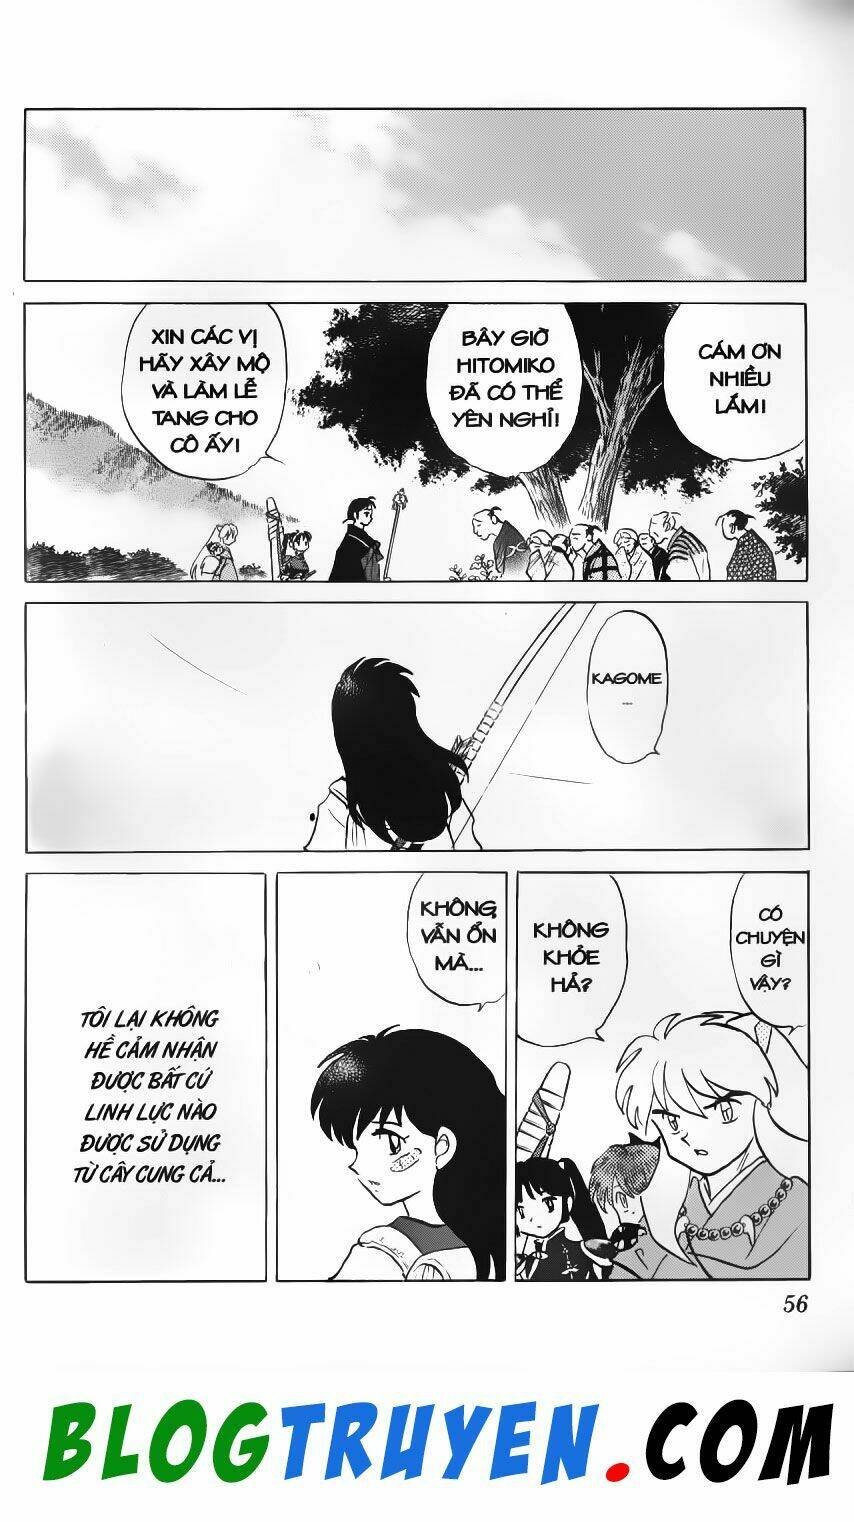 CÁM ƠN
NHIỀU
LẮM!
BÂY GIỜ
HITOMIKO
ĐÃ CÓ THỂ
YÊN NGHỈ!
XIN CÁC VỊ
HÃY XÂY MỘ
VÀ LÀM LỄ
TANG CHO
CÔ ẤY!
KAGOME
...
CÓ
CHUYỆN
GÌ
VẬY?
KHÔNG
KHỎE
HẢ?
KHÔNG,
VẪN ỔN
MÀ...
TÔI LẠI KHÔNG
HỀ CẢM NHẬN
ĐƯỢC BẤT CỨ
LINH LỰC NÀO
ĐƯỢC SỬ DỤNG
TỪ CÂY CUNG CẢ...
56
BLOGTRUYEN.COM